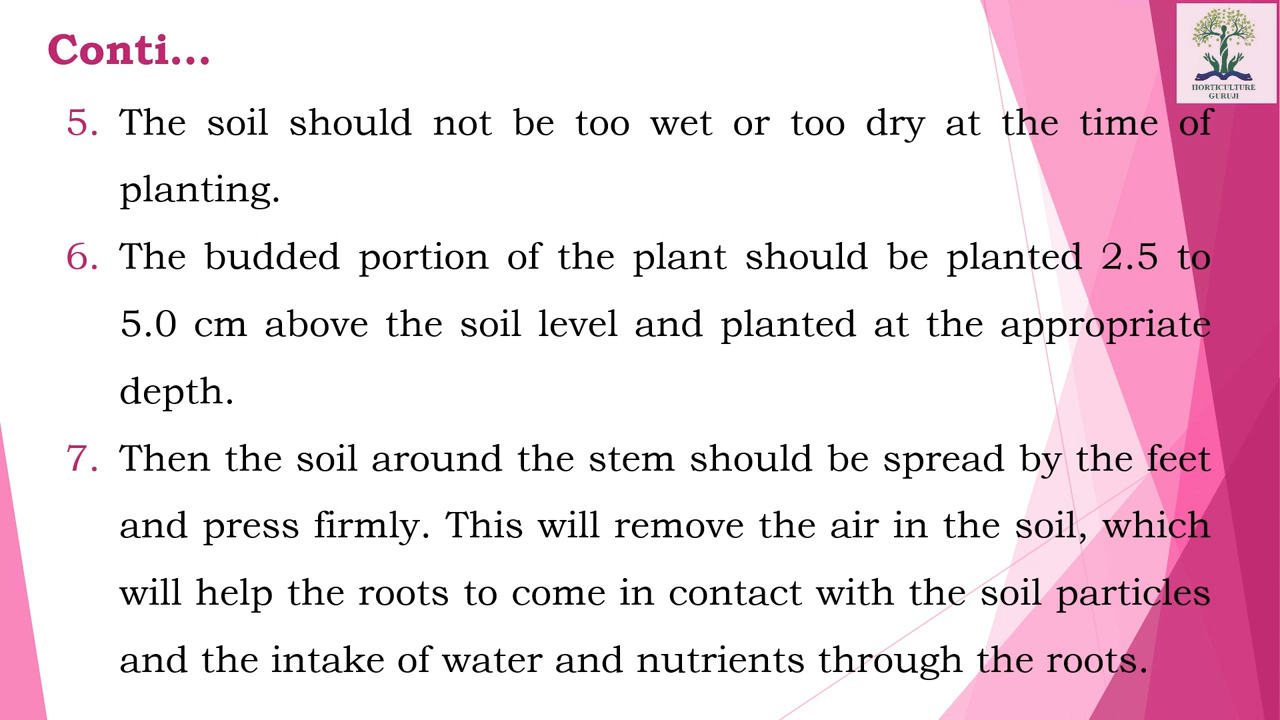 Conti...
HORTICULTURE
GURUJI
5. The soil should not be too wet or too dry at the time of
planting.
6. The budded portion of the plant should be planted 2.5 to
5.0 cm above the soil level and planted at the appropriate
depth.
7. Then the soil around the stem should be spread by the feet
and press firmly. This will remove the air in the soil, which
will help the roots to come in contact with the soil particles
and the intake of water and nutrients through the roots.